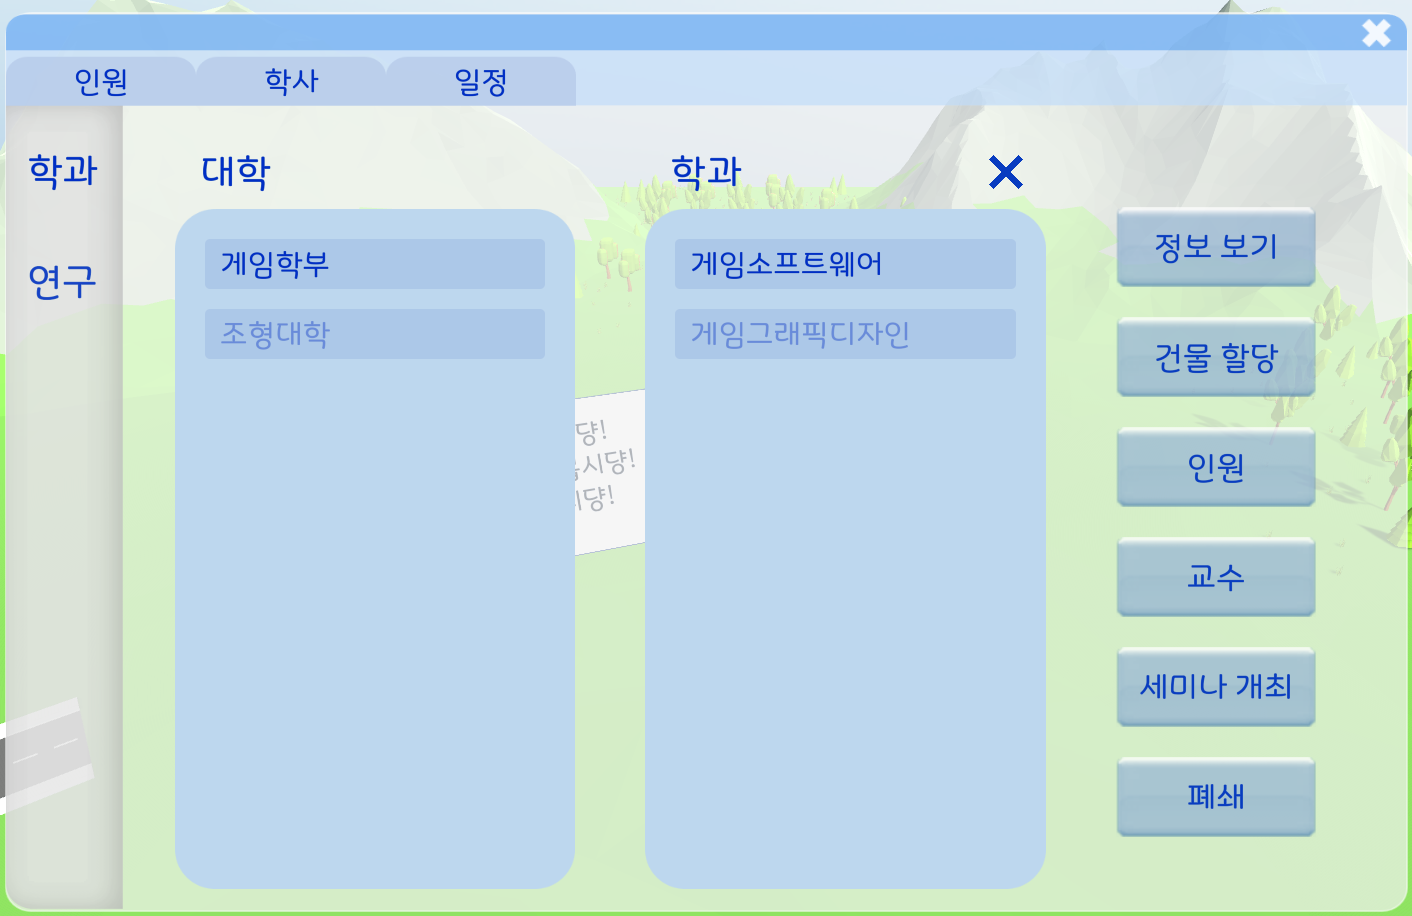 인원
학사
일정
학과
연구
대학
게임학부
조형대학
학과
게임소프트웨어
게임그래픽디자인
냥!
시냥!
냥!
정보 보기
건물 할당
인원
교수
세미나 개최
폐쇄